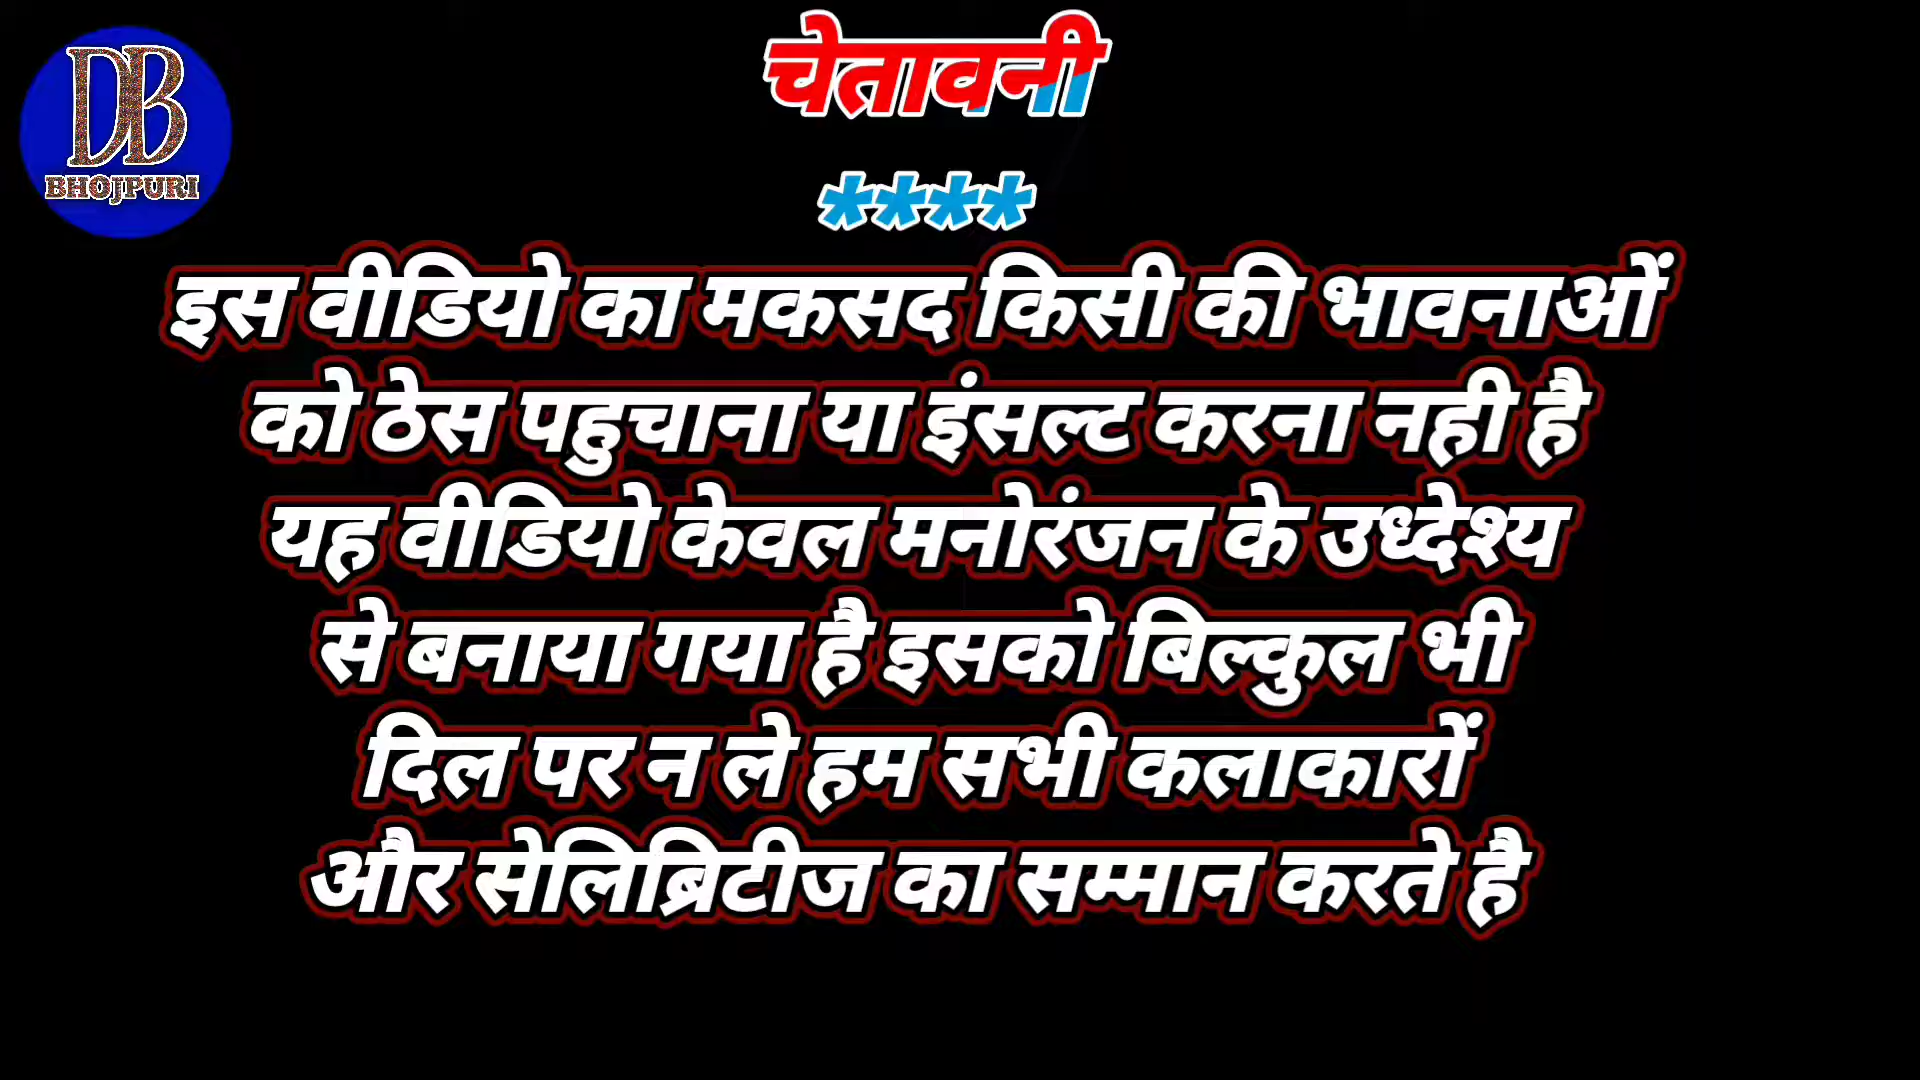 DB
BHOJPURI
चेतावनी
****
इस वीडियो का मकसद किसी की भावनाओं
को ठेस पहुचाना या इंसल्ट करना नही है
यह वीडियो केवल मनोरंजन के उध्देश्य
से बनाया गया है इसको बिल्कुल भी
दिल पर न ले हम सभी कलाकारों
और सेलिब्रिटीज का सम्मान करते है